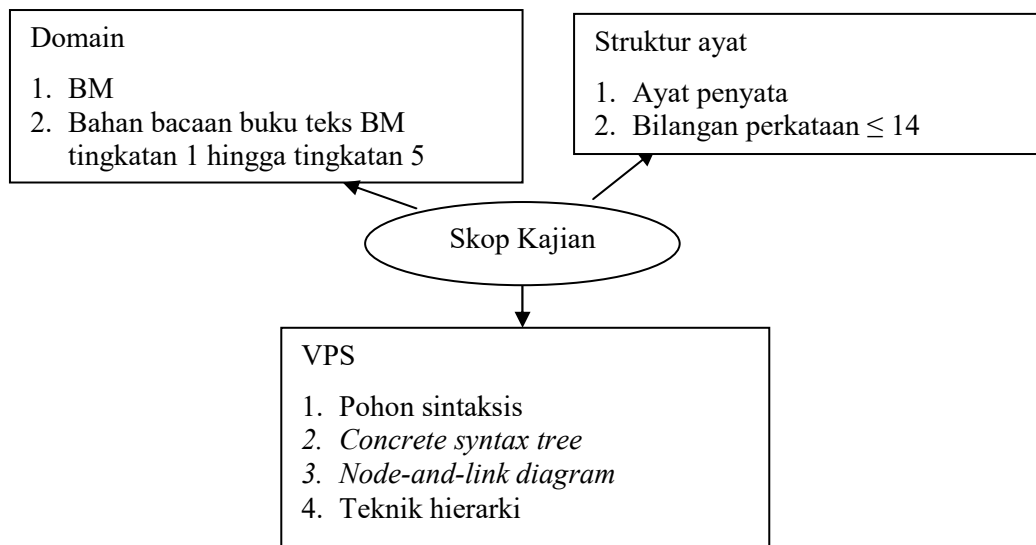 Domain
1. BM
2. Bahan bacaan buku teks BM
tingkatan 1 hingga tingkatan 5
Struktur ayat
1. Ayat penyata
2. Bilangan perkataan ≤ 14
Skop Kajian
VPS
1. Pohon sintaksis
2. Concrete syntax tree
3. Node-and-link diagram
4. Teknik hierarki